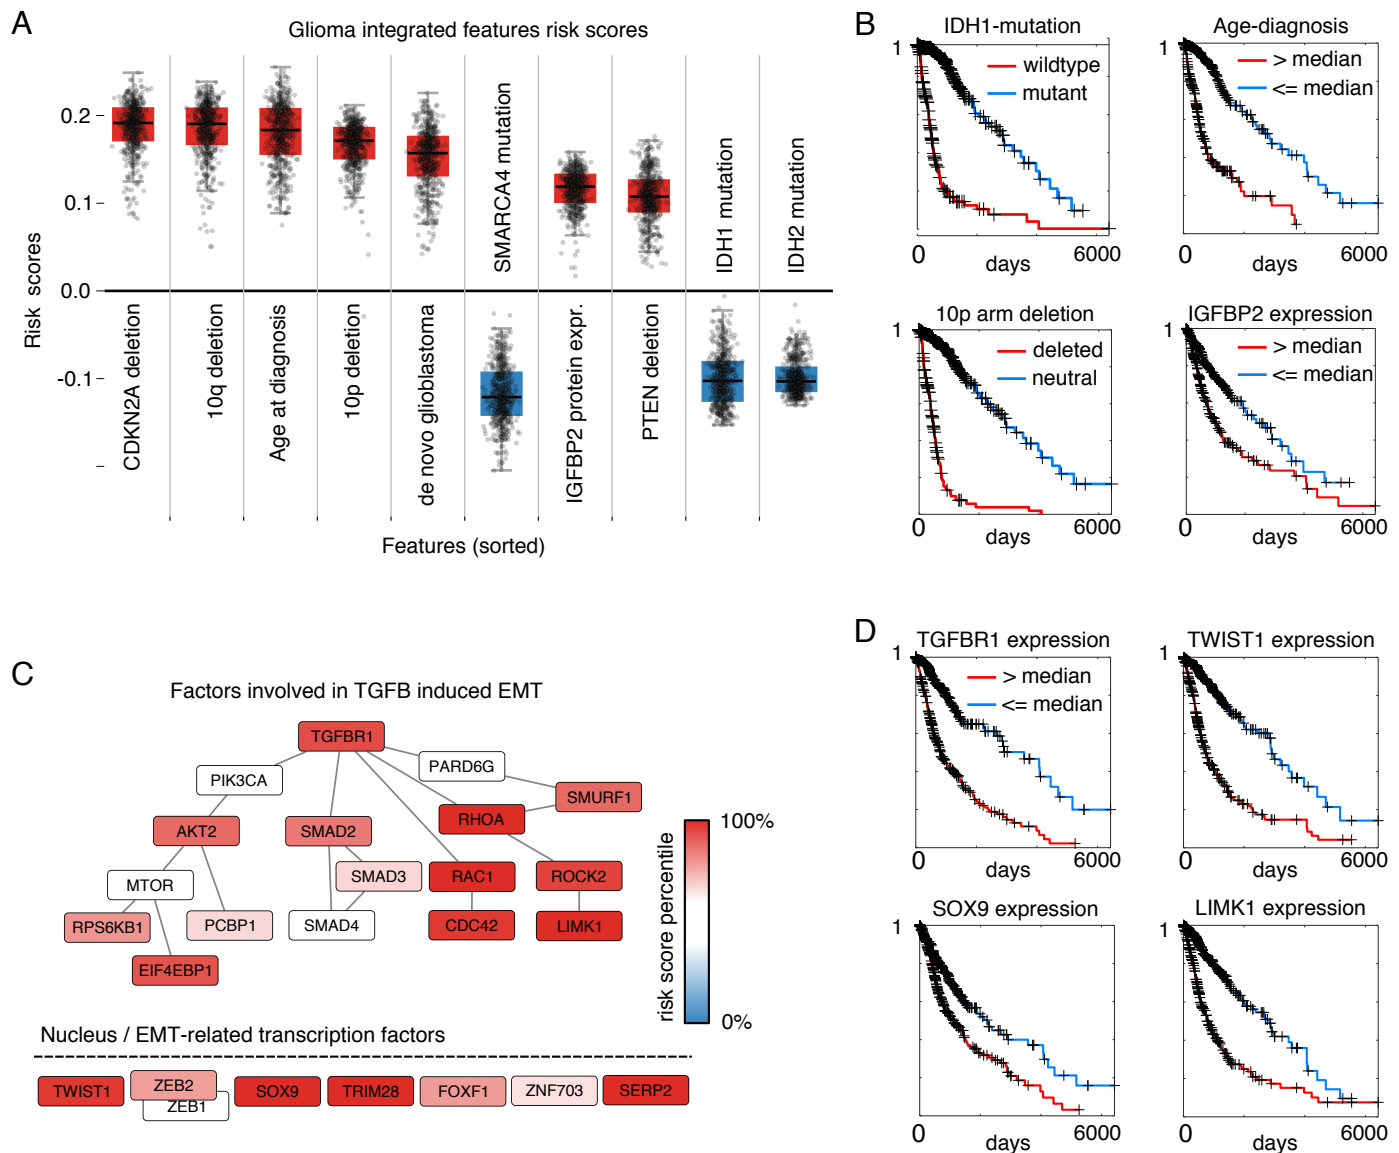 A
Glioma integrated features risk scores
Risk scores
0.2
0.1
0.0
-0.1
CDKN2A deletion
10q deletion
Age at diagnosis
10p deletion
de novo glioblastoma
SMARCA4 mutation
IGFBP2 protein expr.
PTEN deletion
IDH1 mutation
IDH2 mutation
Features (sorted)
B
IDH1-mutation
1
wildtype
mutant
0
6000
days
Age-diagnosis
1
> median
<= median
0
6000
days
10p arm deletion
1
deleted
neutral
0
6000
days
IGFBP2 expression
1
> median
<= median
0
6000
days
C
Factors involved in TGFB induced EMT
TGFBR1
PIK3CA
PARD6G
SMURF1
AKT2
SMAD2
RHOA
MTOR
SMAD3
RAC1
ROCK2
RPS6KB1
PCBP1
SMAD4
CDC42
LIMK1
EIF4EBP1
risk score percentile
100%
0%
Nucleus / EMT-related transcription factors
TWIST1
ZEB2
ZEB1
SOX9
TRIM28
FOXF1
ZNF703
SERP2
D
TGFBR1 expression
1
> median
<= median
0
6000
days
TWIST1 expression
1
0
6000
days
SOX9 expression
1
0
6000
days
LIMK1 expression
1
0
6000
days